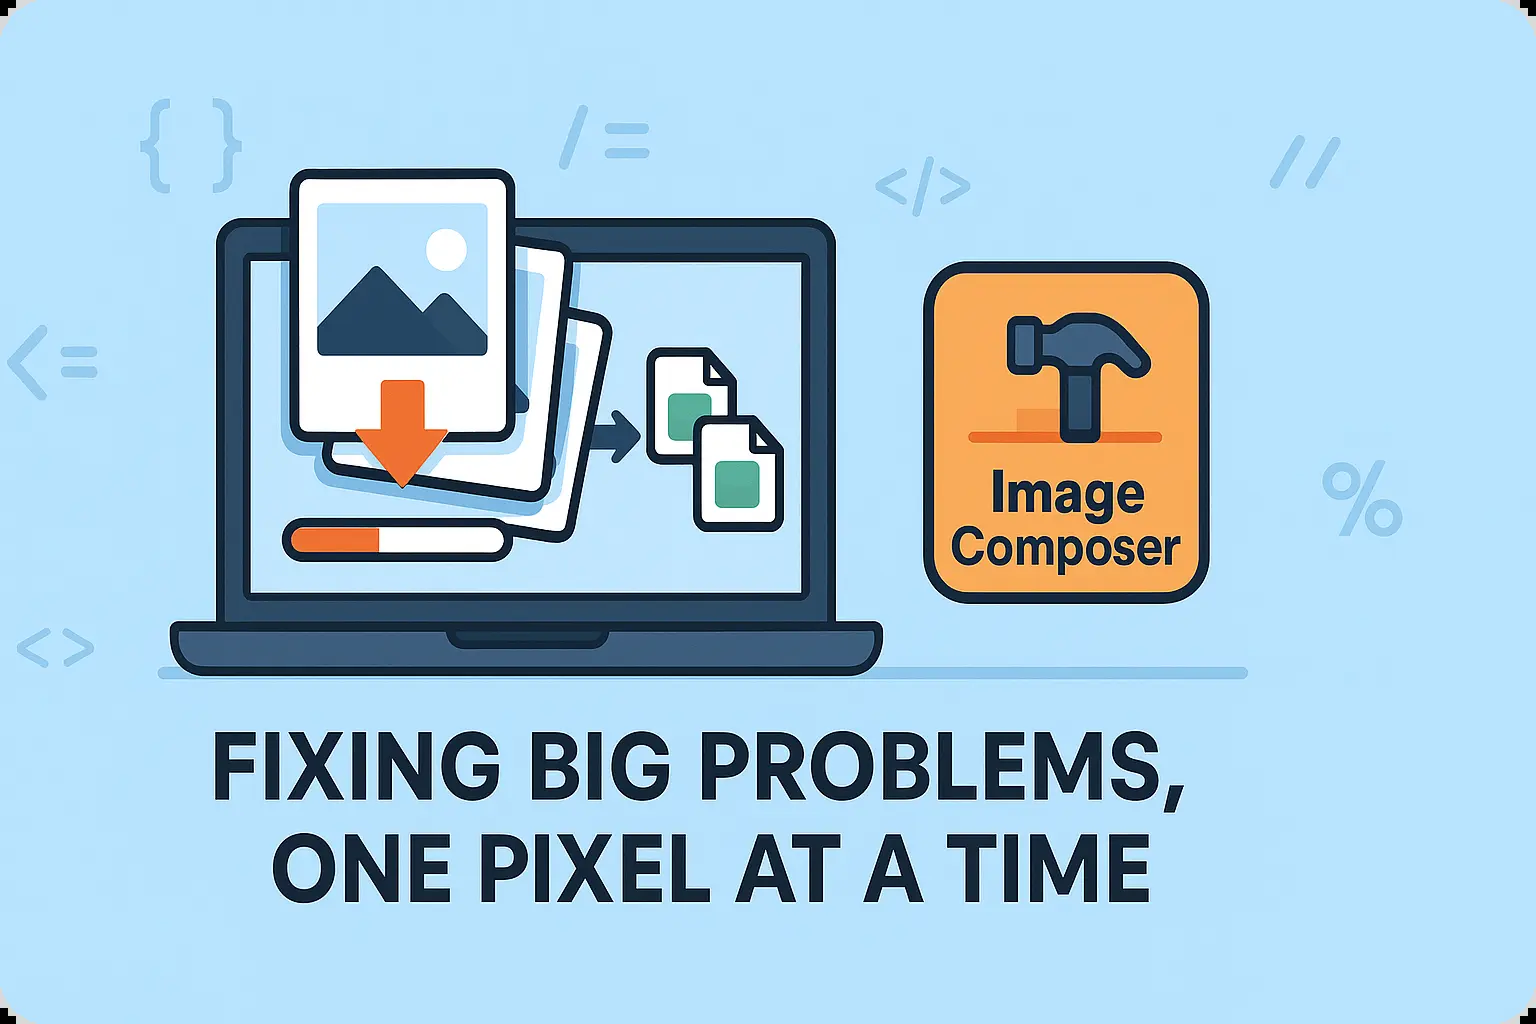 { }
/=
</>
//
<=
Image
Composer
%
<>
FIXING BIG PROBLEMS,
ONE PIXEL AT A TIME